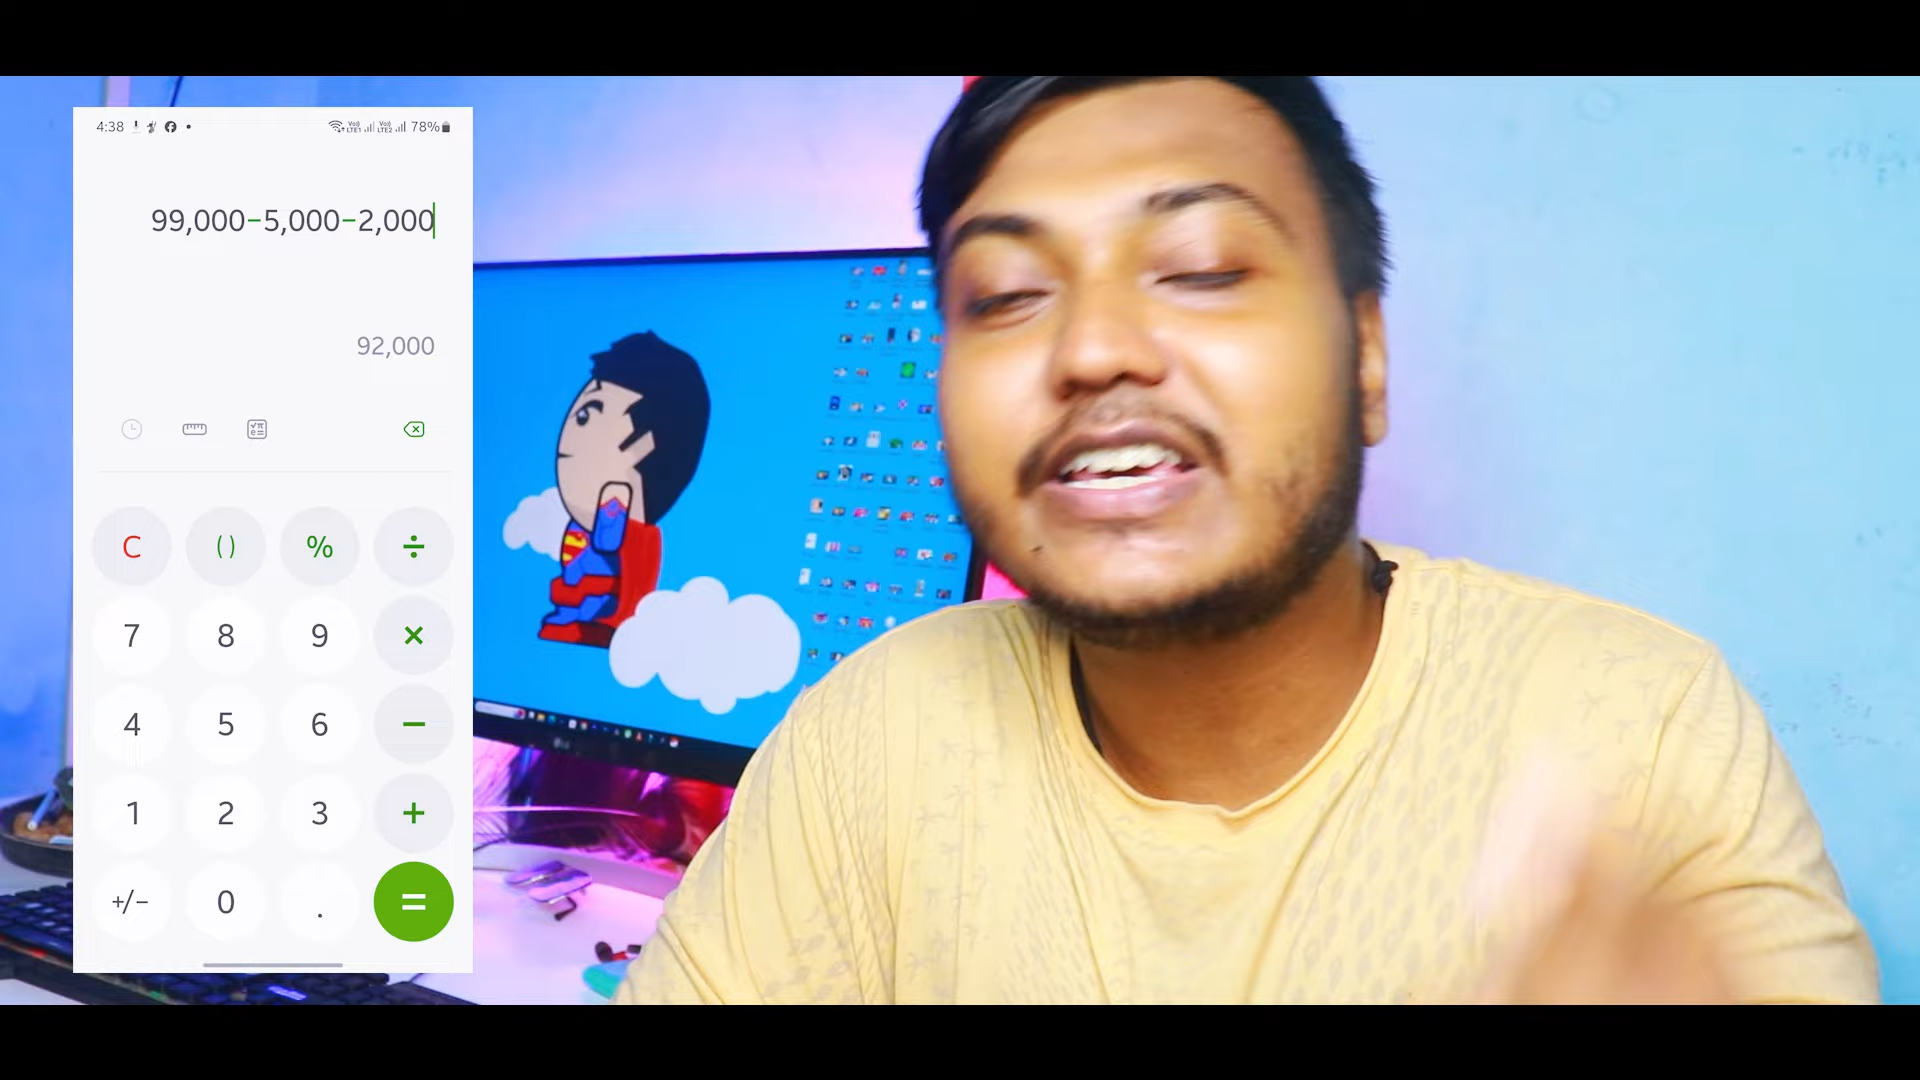 4:38 78%
99,000−5,000−2,000
92,000
C () % ÷
7 8 9 ×
4 5 6 −
1 2 3 +
+/− 0 . =